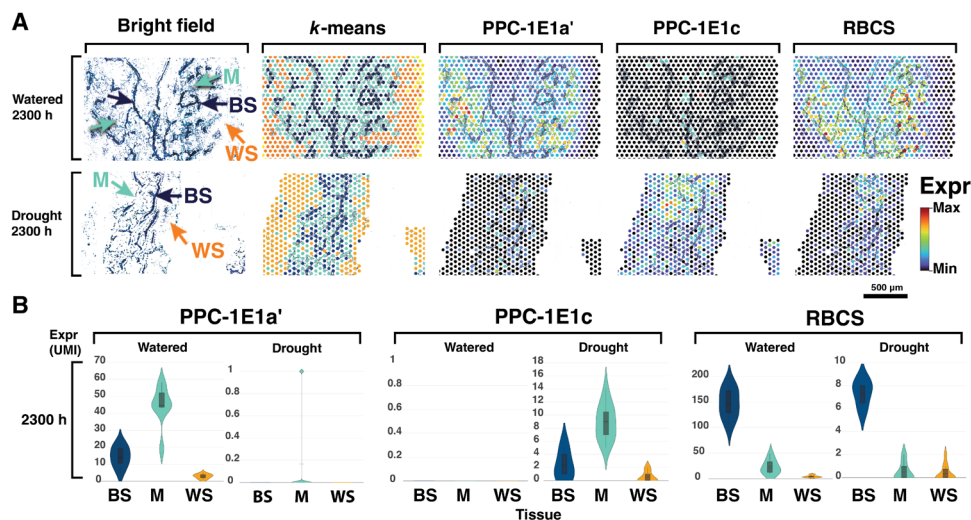 A
Bright field
k-means
PPC-1E1a'
PPC-1E1c
RBCS
Watered
2300 h
M
BS
WS
Drought
2300 h
M
BS
WS
Expr
Max
Min
500 µm
B
PPC-1E1a'
PPC-1E1c
RBCS
Expr
(UMI)
Watered
Drought
Watered
Drought
Watered
Drought
2300 h
70
60
50
40
30
20
10
0
1
0.8
0.6
0.4
0.2
0
1
0.8
0.6
0.4
0.2
0
18
16
14
12
10
8
6
4
2
0
200
150
100
50
0
10
8
6
4
2
0
BS M WS
BS M WS
BS M WS
BS M WS
BS M WS
BS M WS
Tissue